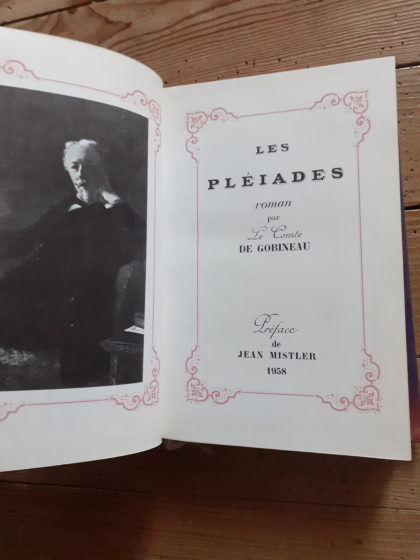 LES
PLÉIADES
roman
par
Le Comte
DE GOBINEAU
Préface
de
JEAN MISTLER
1958